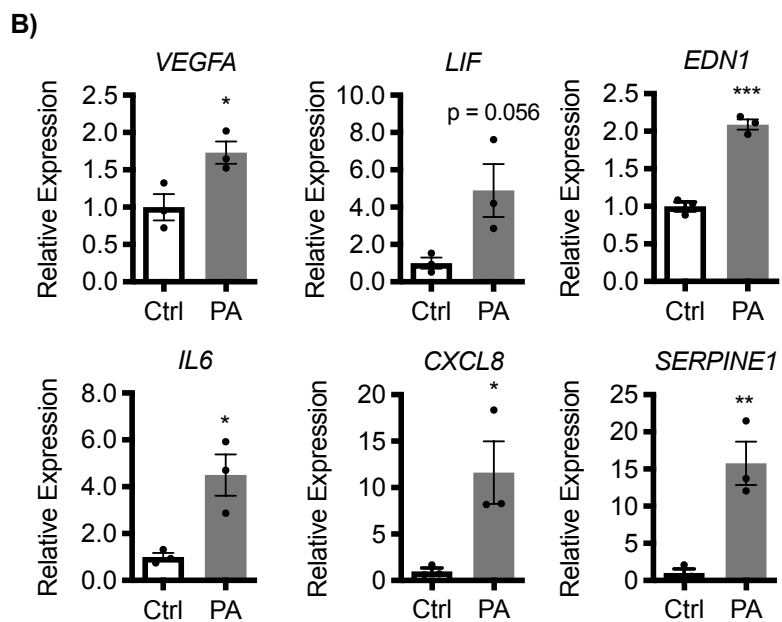 B)
VEGFA
Relative Expression
2.5
2.0
1.5
1.0
0.5
0.0
*
Ctrl PA
LIF
Relative Expression
10.0
8.0
6.0
4.0
2.0
0.0
p = 0.056
Ctrl PA
EDN1
Relative Expression
2.5
2.0
1.5
1.0
0.5
0.0
***
Ctrl PA
IL6
Relative Expression
8.0
6.0
4.0
2.0
0.0
*
Ctrl PA
CXCL8
Relative Expression
20
15
10
5
0
*
Ctrl PA
SERPINE1
Relative Expression
25
20
15
10
5
0
**
Ctrl PA